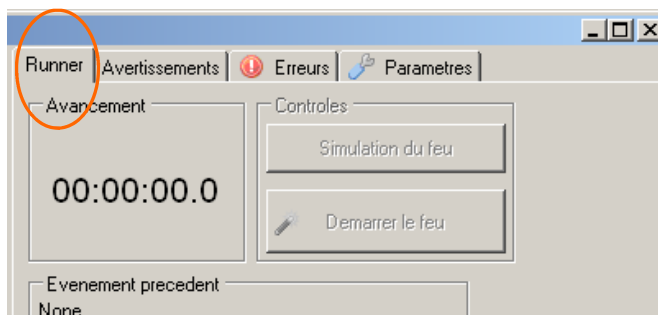 Runner Avertissements Erreurs Parametres
Avancement
00:00:00.0
Controles
Simulation du feu
Demarrer le feu
Evenement precedent
None